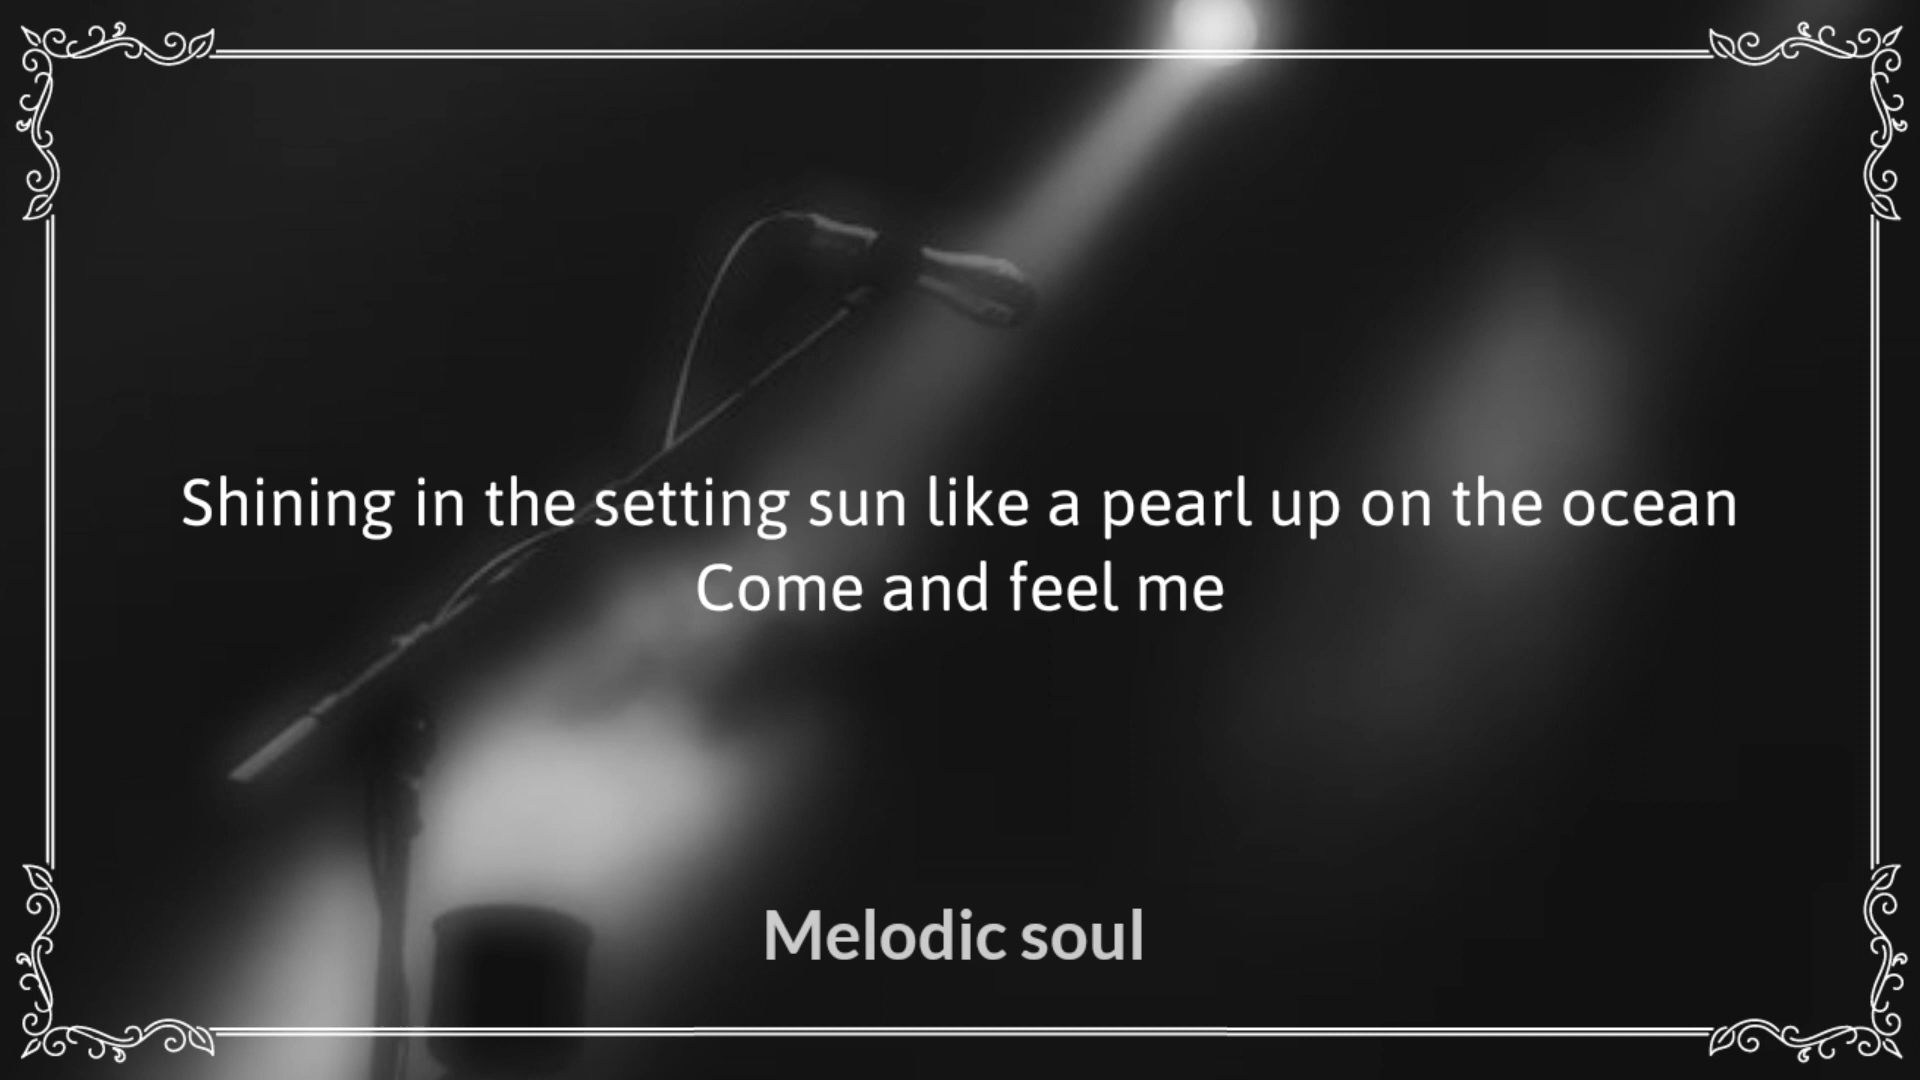 Shining in the setting sun like a pearl up on the ocean
Come and feel me
Melodic soul